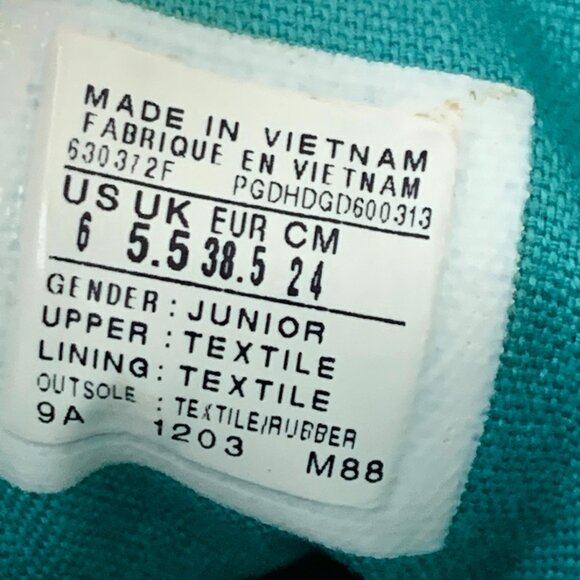 MADE IN VIETNAM
FABRIQUE EN VIETNAM
630372F PGDHDGD600313
US UK EUR CM
6 5.5 38.5 24
GENDER : JUNIOR
UPPER : TEXTILE
LINING : TEXTILE
OUTSOLE : TEXTILE/RUBBER
9A 1203 M88